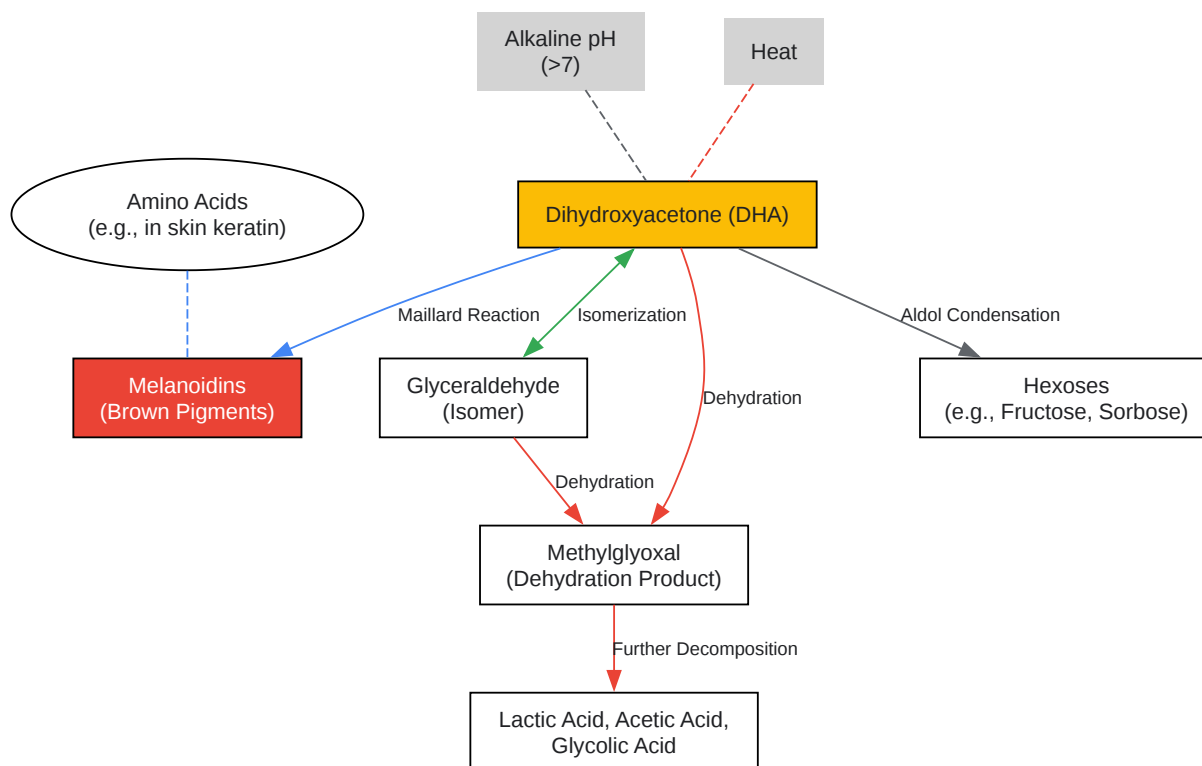 Alkaline pH
(>7)
Heat
Amino Acids
(e.g., in skin keratin)
Dihydroxyacetone (DHA)
Maillard Reaction
Isomerization
Aldol Condensation
Melanoidins
(Brown Pigments)
Glyceraldehyde
(Isomer)
Dehydration
Hexoses
(e.g., Fructose, Sorbose)
Dehydration
Methylglyoxal
(Dehydration Product)
Further Decomposition
Lactic Acid, Acetic Acid,
Glycolic Acid